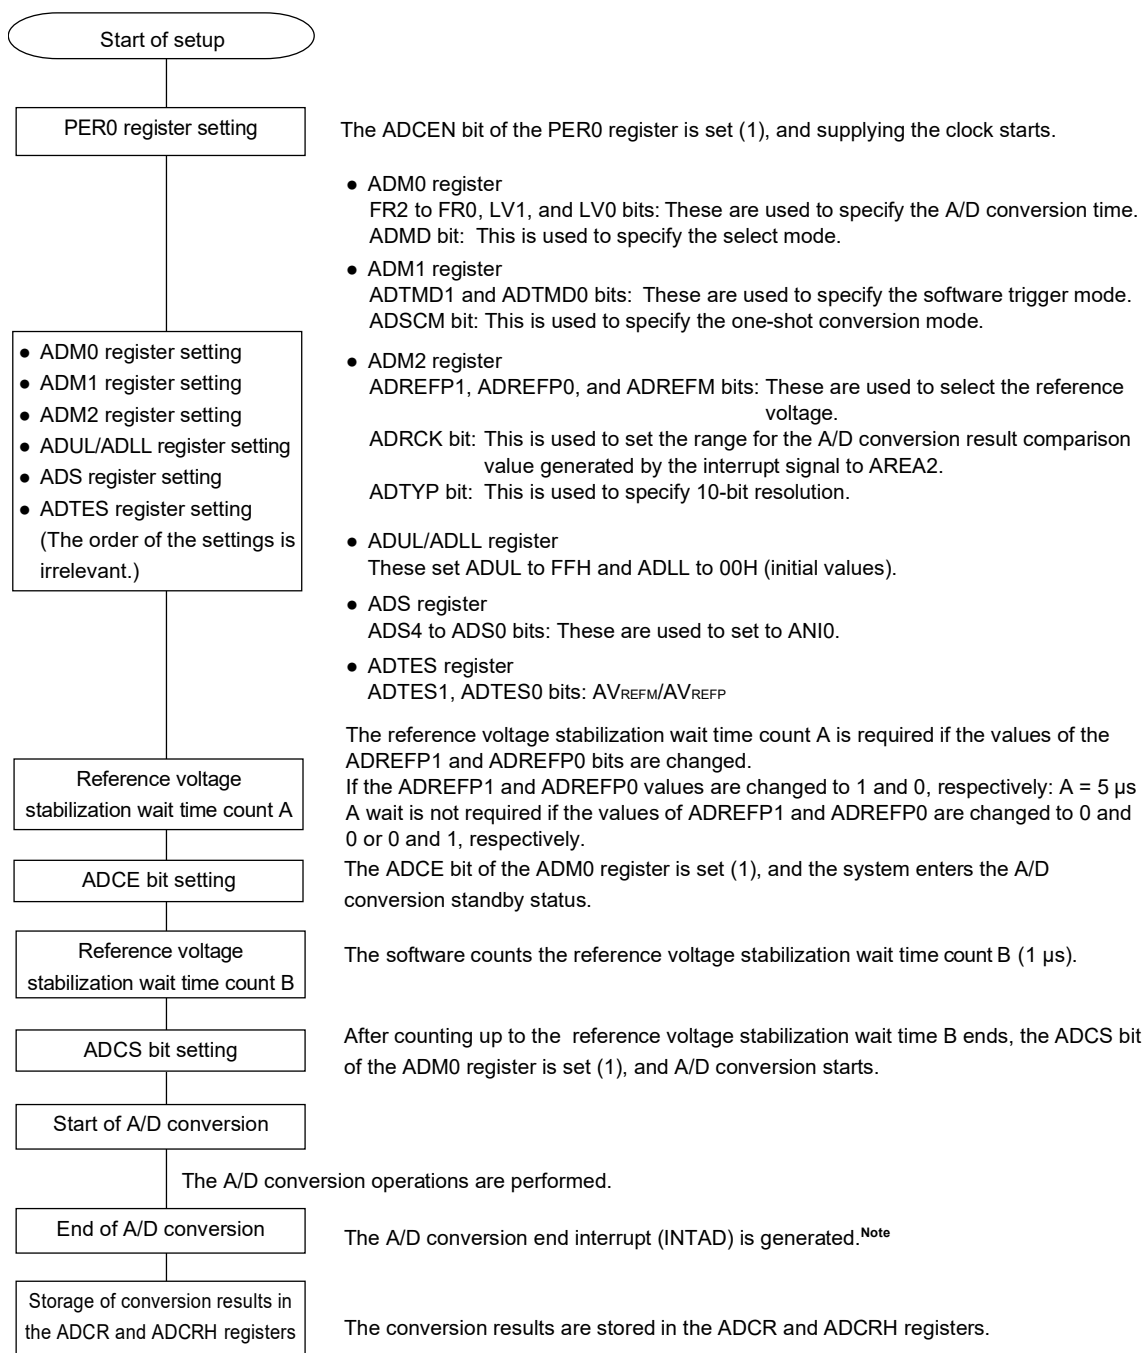 Start of setup
PER0 register setting
The ADCEN bit of the PER0 register is set (1), and supplying the clock starts.
● ADM0 register
FR2 to FR0, LV1, and LV0 bits: These are used to specify the A/D conversion time.
ADMD bit: This is used to specify the select mode.
● ADM1 register
ADTMD1 and ADTMD0 bits: These are used to specify the software trigger mode.
ADSCM bit: This is used to specify the one-shot conversion mode.
● ADM0 register setting
● ADM1 register setting
● ADM2 register setting
● ADUL/ADLL register setting
● ADS register setting
● ADTES register setting
(The order of the settings is
irrelevant.)
● ADM2 register
ADREFP1, ADREFP0, and ADREFM bits: These are used to select the reference
voltage.
ADRCK bit: This is used to set the range for the A/D conversion result comparison
value generated by the interrupt signal to AREA2.
ADTYP bit: This is used to specify 10-bit resolution.
● ADUL/ADLL register
These set ADUL to FFH and ADLL to 00H (initial values).
● ADS register
ADS4 to ADS0 bits: These are used to set to ANI0.
● ADTES register
ADTES1, ADTES0 bits: AVREFM/AVREFP
Reference voltage
stabilization wait time count A
The reference voltage stabilization wait time count A is required if the values of the
ADREFP1 and ADREFP0 bits are changed.
If the ADREFP1 and ADREFP0 values are changed to 1 and 0, respectively: A = 5 µs
A wait is not required if the values of ADREFP1 and ADREFP0 are changed to 0 and
0 or 0 and 1, respectively.
ADCE bit setting
The ADCE bit of the ADM0 register is set (1), and the system enters the A/D
conversion standby status.
Reference voltage
stabilization wait time count B
The software counts the reference voltage stabilization wait time count B (1 µs).
ADCS bit setting
After counting up to the reference voltage stabilization wait time B ends, the ADCS bit
of the ADM0 register is set (1), and A/D conversion starts.
Start of A/D conversion
The A/D conversion operations are performed.
End of A/D conversion
The A/D conversion end interrupt (INTAD) is generated.Note
Storage of conversion results in
the ADCR and ADCRH registers
The conversion results are stored in the ADCR and ADCRH registers.